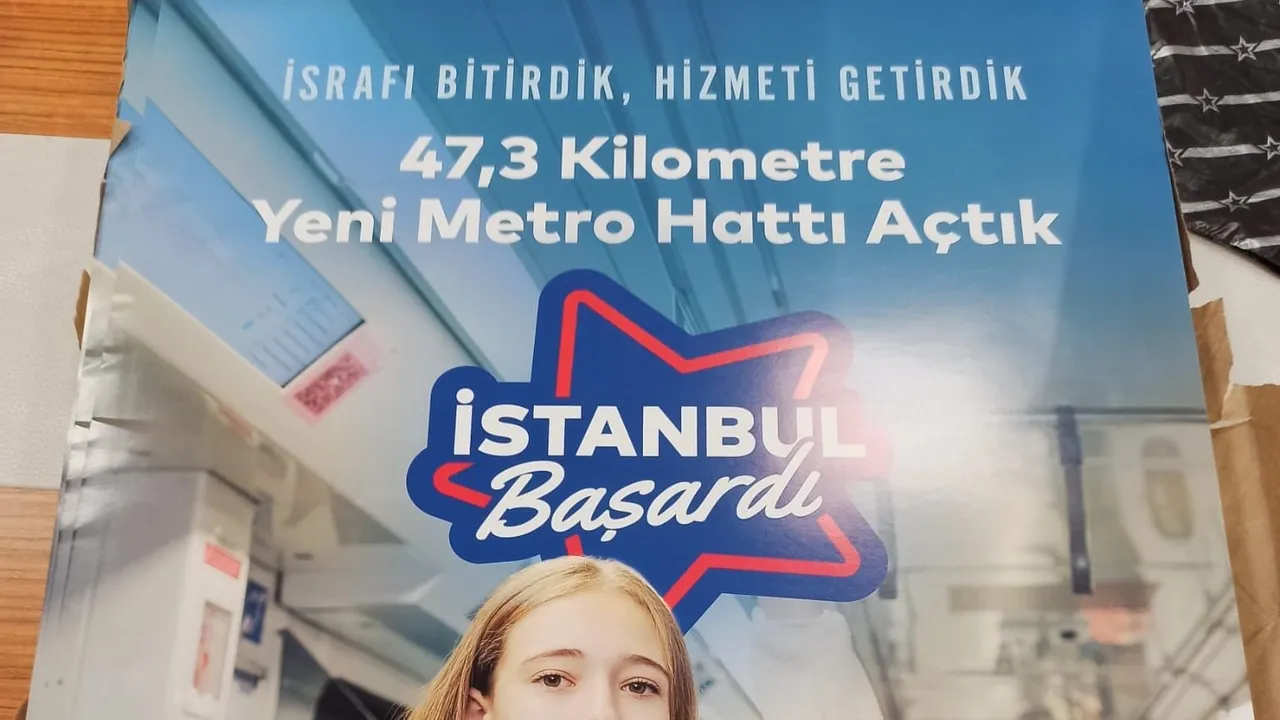 İSRAFI BİTİRDİK, HİZMETİ GETİRDİK
47,3 Kilometre
Yeni Metro Hattı Açtık
İSTANBUL
Başardı